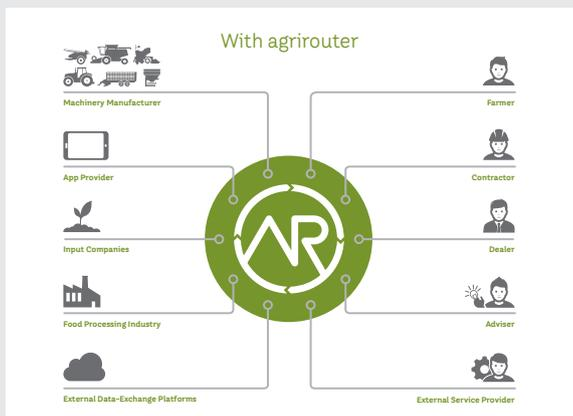 With agrirouter
Machinery Manufacturer
Farmer
App Provider
Contractor
AR
Input Companies
Dealer
Food Processing Industry
Adviser
External Data-Exchange Platforms
External Service Provider